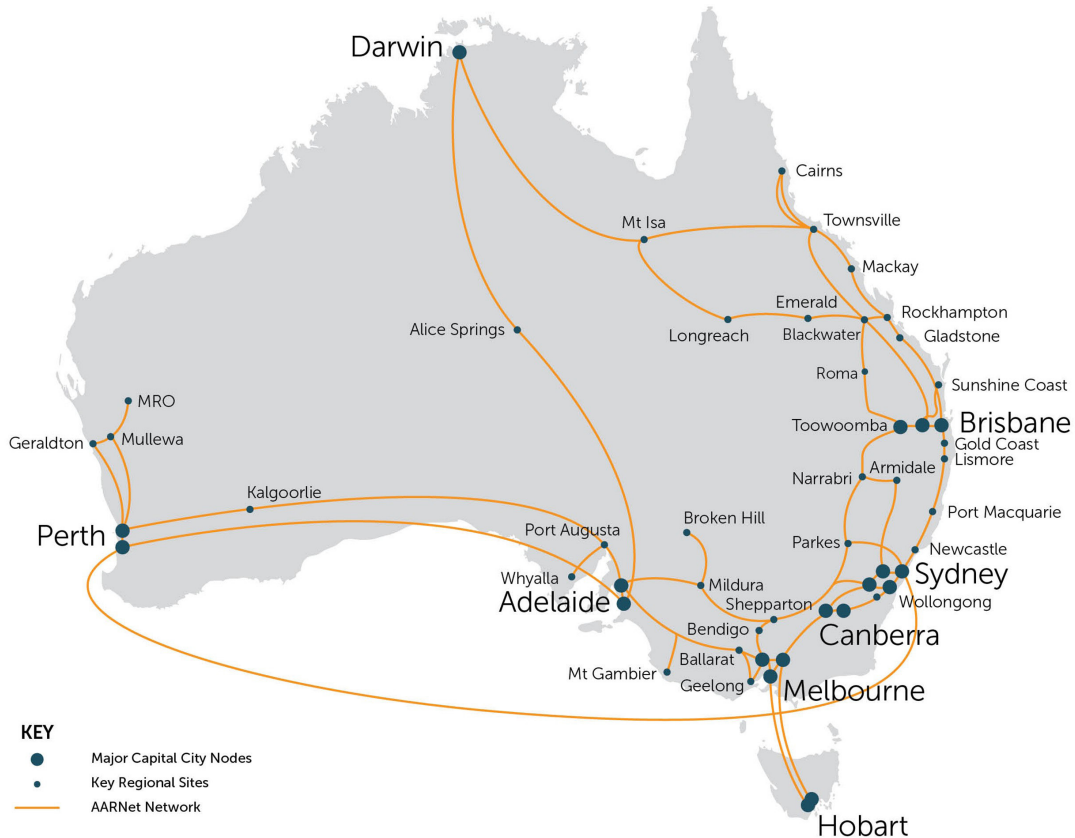 Darwin
Cairns
Mt Isa
Townsville
Mackay
Emerald
Rockhampton
Alice Springs
Longreach
Blackwater
Gladstone
Roma
Sunshine Coast
MRO
Toowoomba
Brisbane
Geraldton
Mullewa
Gold Coast
Lismore
Narrabri
Armidale
Kalgoorlie
Broken Hill
Port Macquarie
Perth
Port Augusta
Parkes
Newcastle
Whyalla
Mildura
Sydney
Adelaide
Shepparton
Wollongong
Bendigo
Canberra
Ballarat
Mt Gambier
Geelong
Melbourne
KEY
Major Capital City Nodes
Key Regional Sites
AARNet Network
Hobart